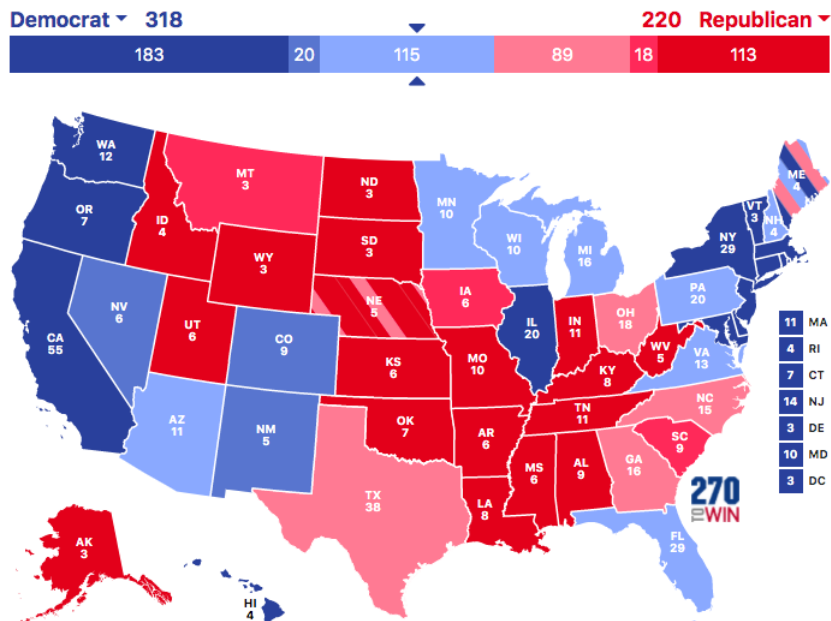 Democrat 318
220 Republican
183 20 115 89 18 113
WA
12
OR
7
CA
55
NV
6
ID
4
MT
3
WY
3
UT
6
AZ
11
CO
9
NM
5
ND
3
SD
3
NE
5
KS
6
OK
7
TX
38
MN
10
IA
6
MO
10
AR
6
LA
8
WI
10
IL
20
MI
16
IN
11
OH
18
KY
8
TN
11
MS
6
AL
9
GA
16
FL
29
SC
9
NC
15
VA
13
WV
5
PA
20
NY
29
VT
3
NH
4
ME
4
AK
3
HI
4
11 MA
4 RI
7 CT
14 NJ
3 DE
10 MD
3 DC
270
TO WIN